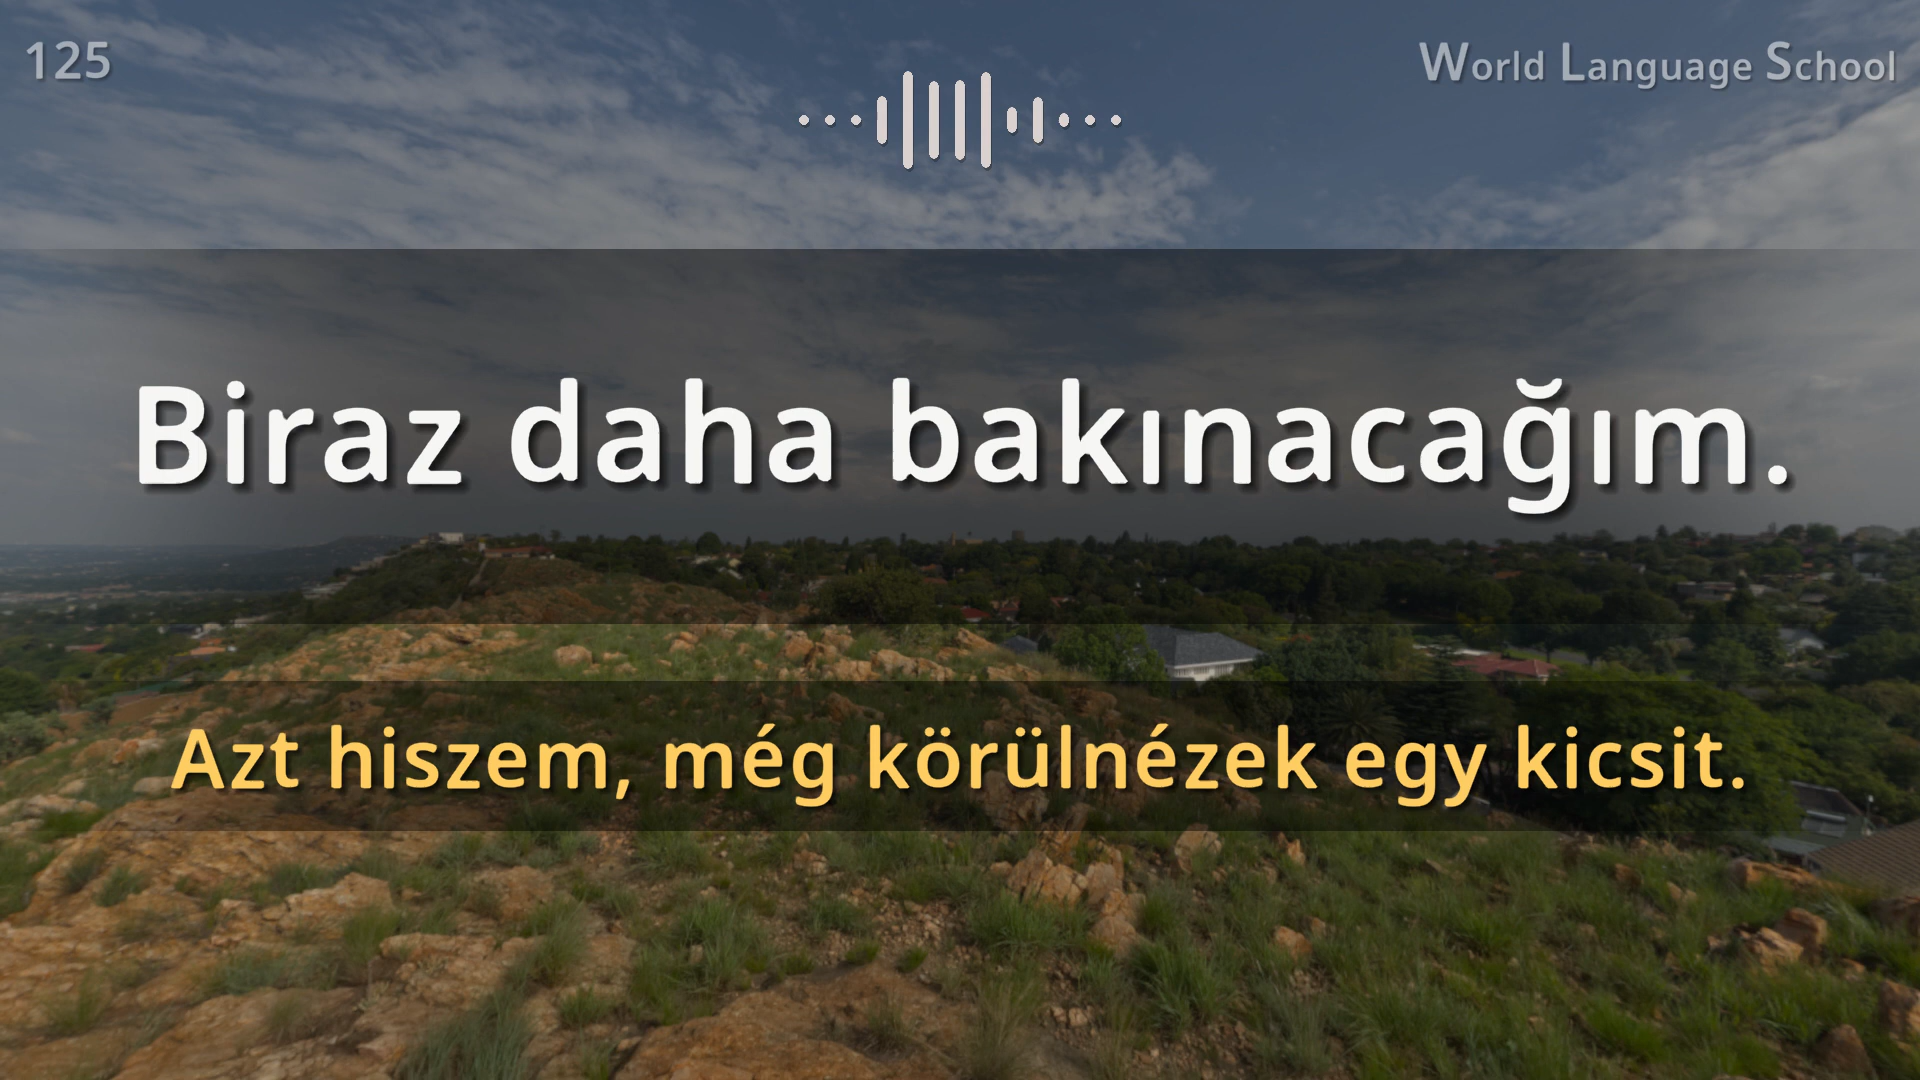 125
World Language School
Biraz daha bakınacağım.
Azt hiszem, még körülnézek egy kicsit.